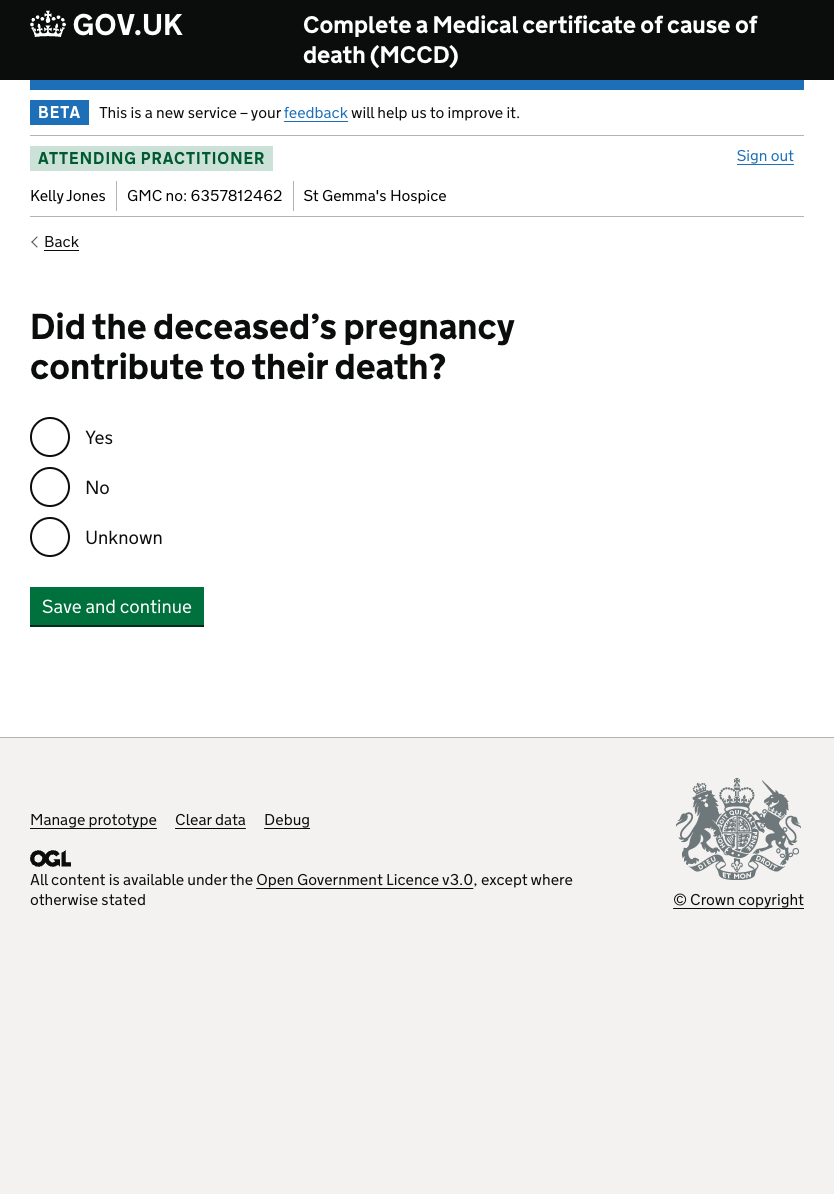 GOV.UK
Complete a Medical certificate of cause of
death (MCCD)
BETA This is a new service – your feedback will help us to improve it.
ATTENDING PRACTITIONER
Sign out
Kelly Jones GMC no: 6357812462 St Gemma's Hospice
Back
Did the deceased’s pregnancy
contribute to their death?
Yes
No
Unknown
Save and continue
Manage prototype Clear data Debug
OGL
All content is available under the Open Government Licence v3.0, except where
otherwise stated
DIEU ET MON DROIT
© Crown copyright